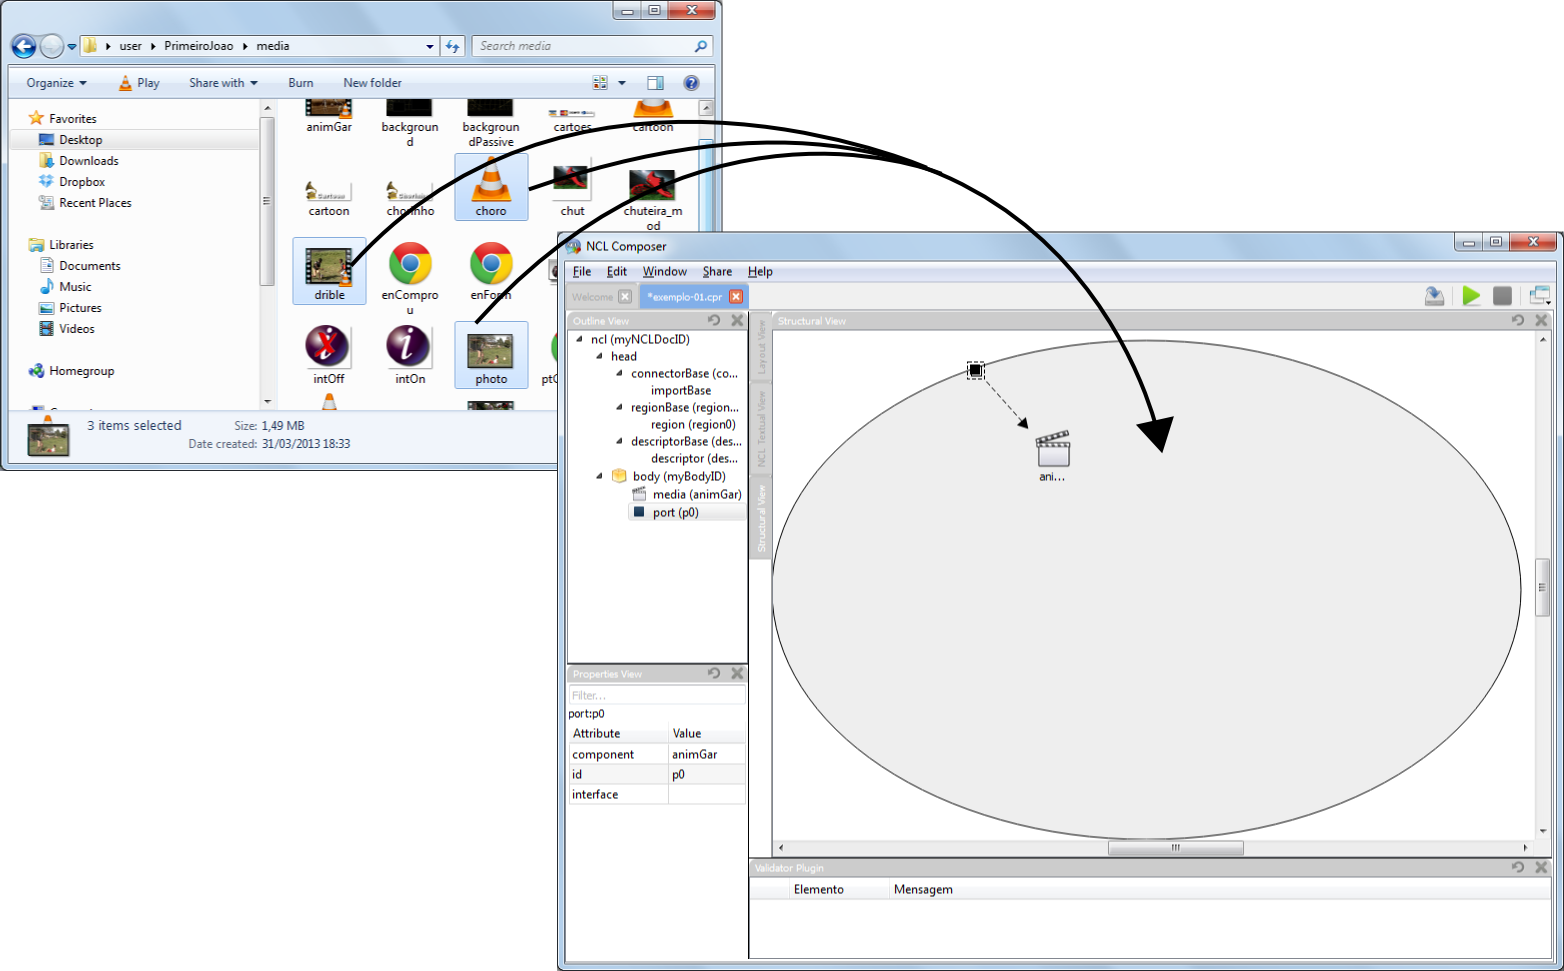 user PrimeiroJoao media
Search media
Organize Play Share with Burn New folder
Favorites
Desktop
Downloads
Dropbox
Recent Places
Libraries
Documents
Music
Pictures
Videos
Homegroup
animGar backgroun backgroun cartoes cartoon
d dPassive
cartoon chorinho choro chut chuteira_m
od
drible enCompro enForm
u
intOff intOn photo
3 items selected Size: 1,49 MB
Date created: 31/03/2013 18:33
NCL Composer
File Edit Window Share Help
Welcome *exemplo-01.cpr
Outline View
ncl (myNCLDocID)
head
connectorBase (co...
importBase
regionBase (region...
region (region0)
descriptorBase (des...
descriptor (des...
body (myBodyID)
media (animGar)
port (p0)
Layout View
NCL Textual View
Structural View
Structural View
ani...
Properties View
Filter...
port:p0
Attribute Value
component animGar
id p0
interface
Validator Plugin
Elemento Mensagem